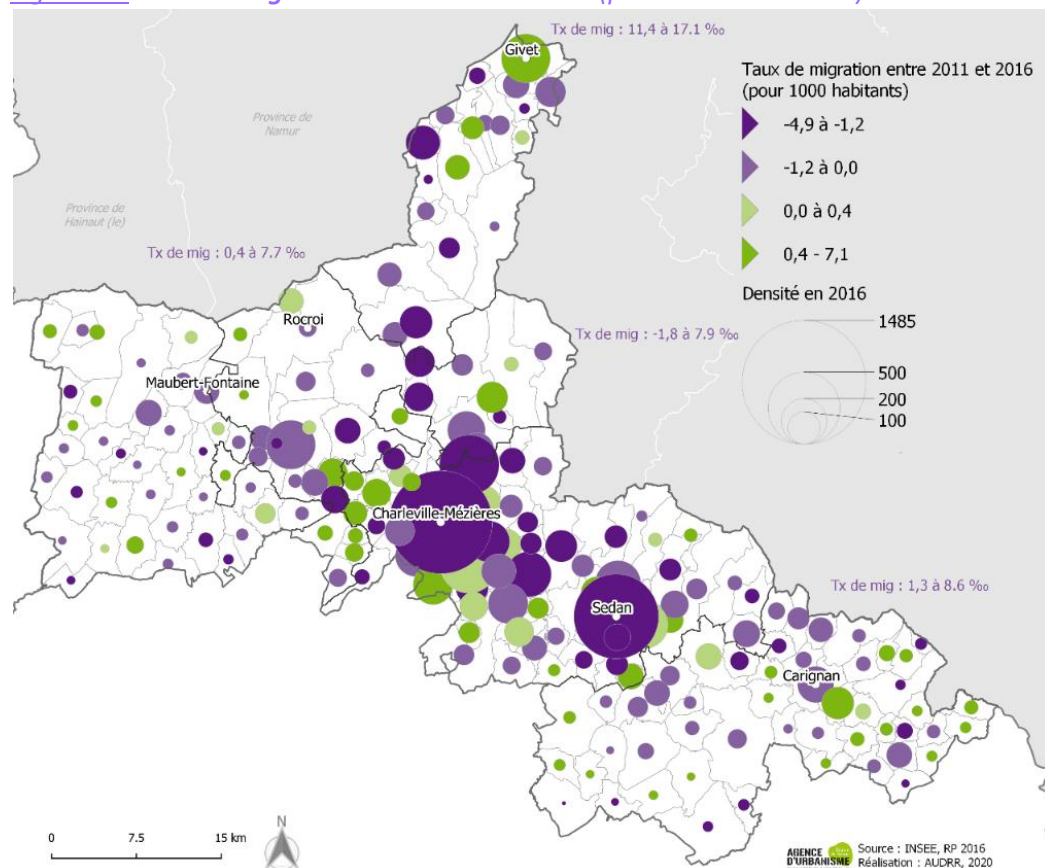 Tx de mig : 11,4 à 17.1 ‰
Givet
Taux de migration entre 2011 et 2016
(pour 1000 habitants)
-4,9 à -1,2
-1,2 à 0,0
0,0 à 0,4
0,4 - 7,1
Province de
Namur
Province de
Hainaut (le)
Tx de mig : 0,4 à 7.7 ‰
Densité en 2016
1485
500
200
100
Rocroi
Tx de mig : -1,8 à 7.9 ‰
Maubert-Fontaine
Charleville-Mézières
Tx de mig : 1,3 à 8.6 ‰
Sedan
Carignan
0 7.5 15 km
N
AGENCE
D'URBANISME
Source : INSEE, RP 2016
Réalisation : AUDRR, 2020